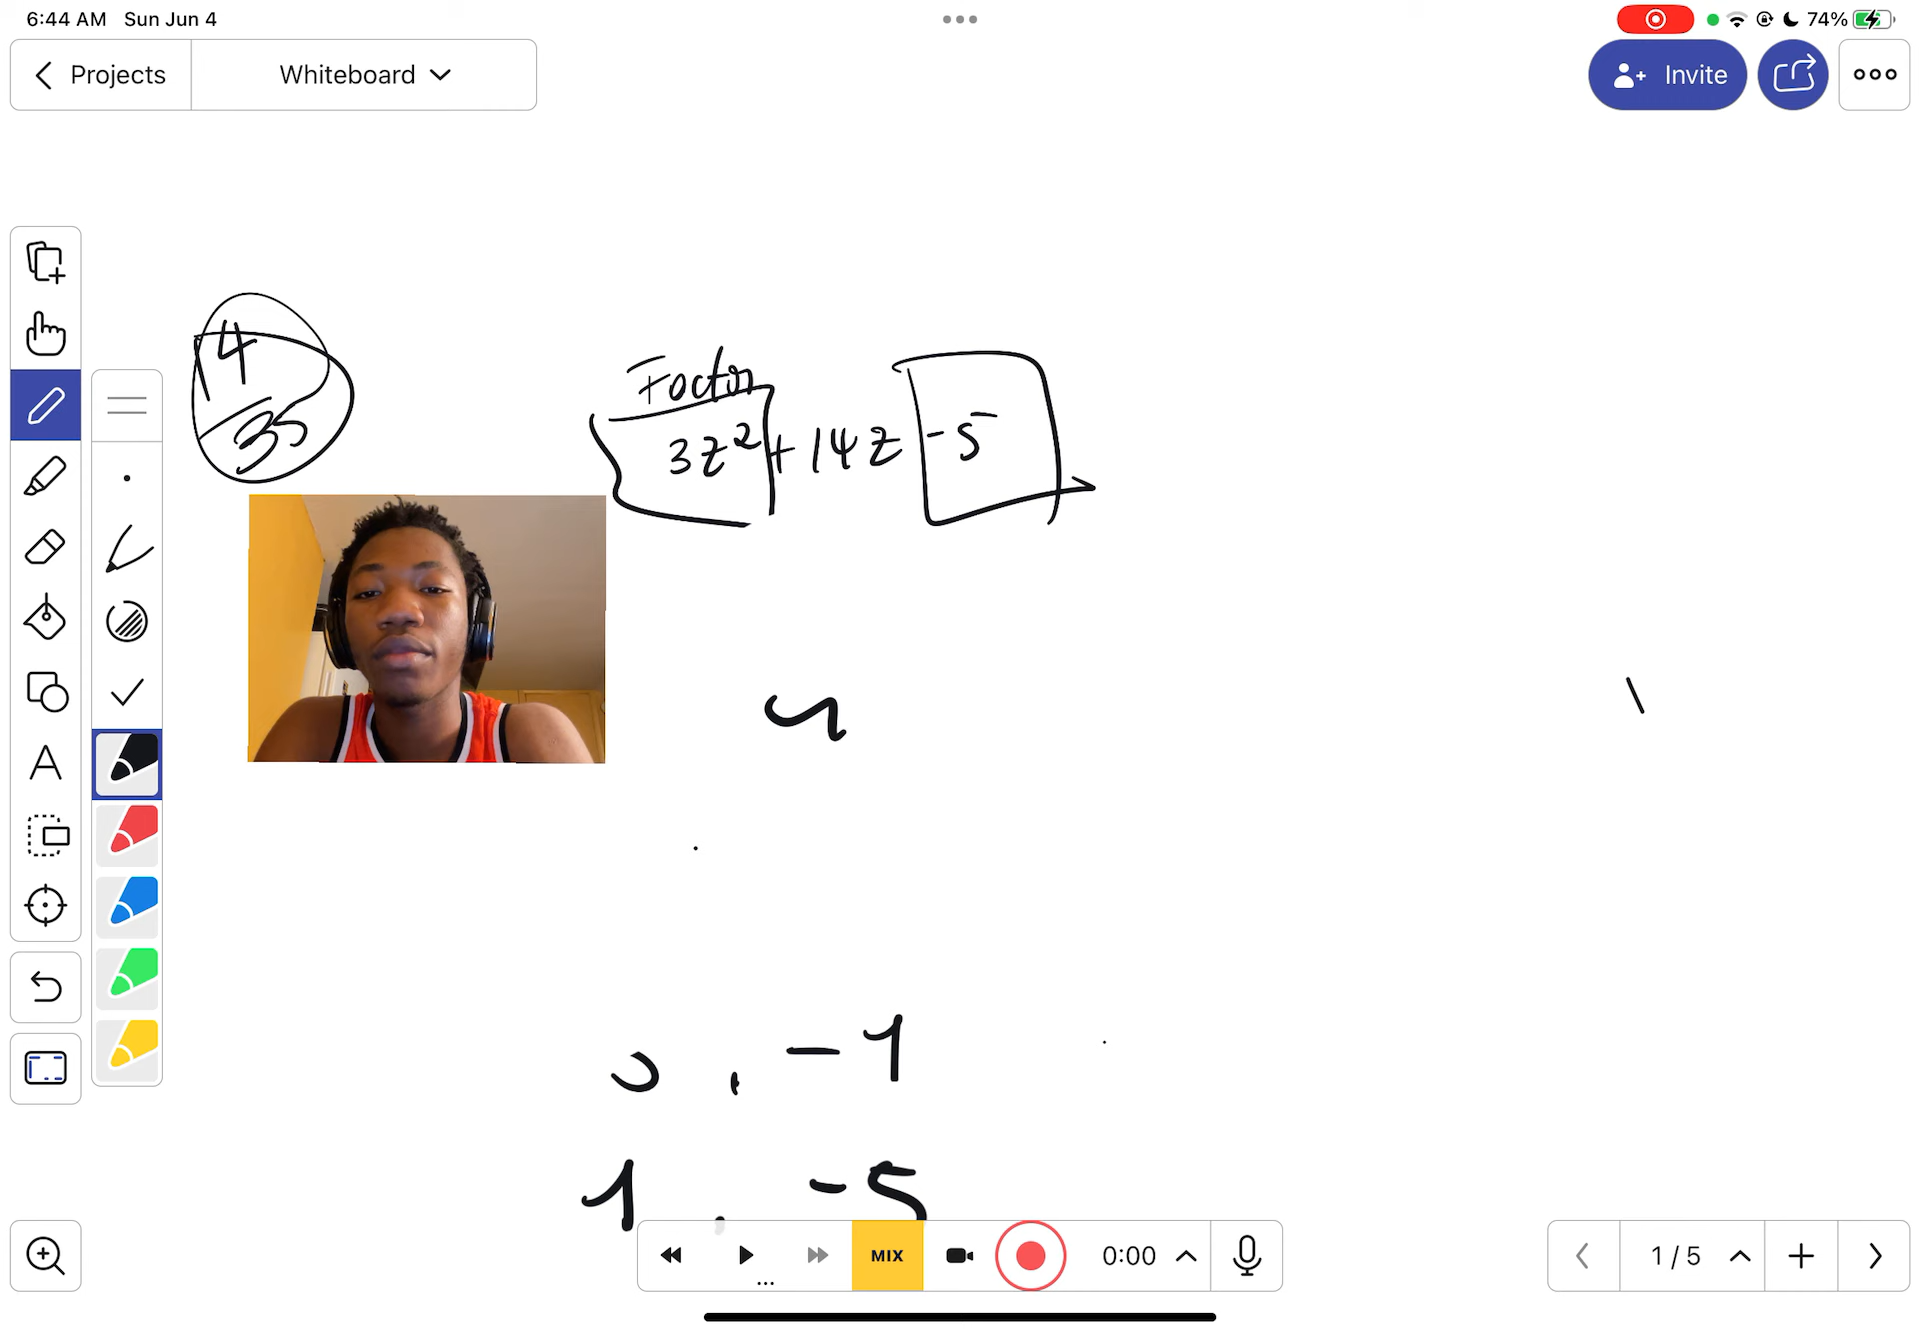 6:44 AM Sun Jun 4
74%
Projects
Whiteboard
Invite
14
35
Factor
3z²+14z -5
A
, -1
1 , -5
MIX
0:00
1 / 5